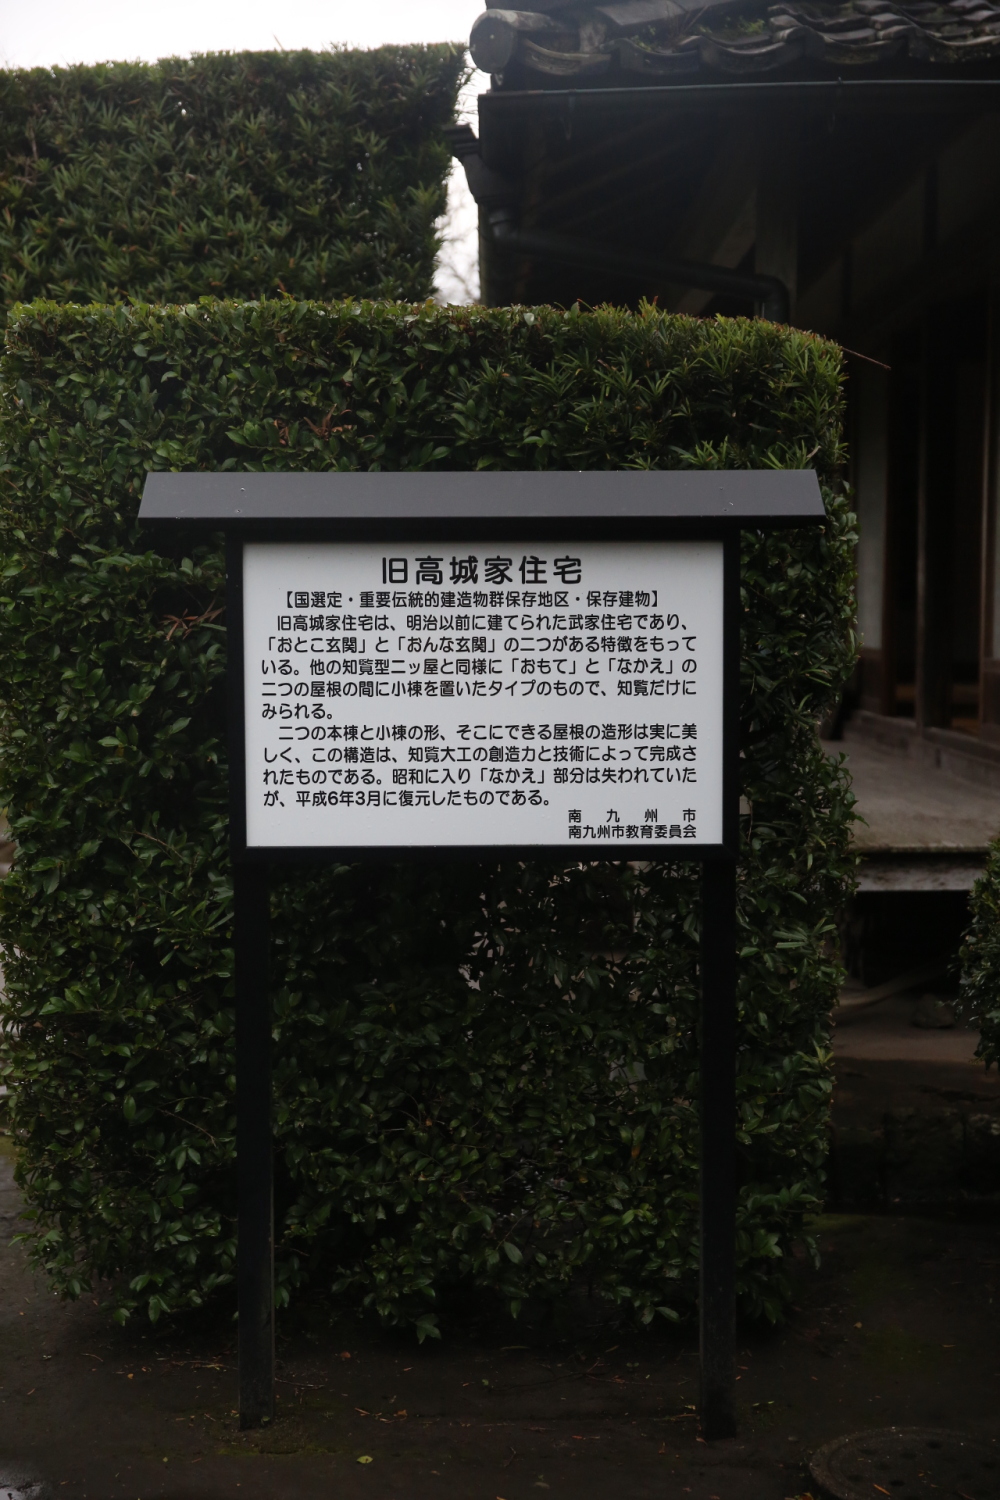 旧高城家住宅
【国選定・重要伝統的建造物群保存地区・保存建物】
旧高城家住宅は、明治以前に建てられた武家住宅であり、
「おとこ玄関」と「おんな玄関」の二つがある特徴をもって
いる。他の知覧型二ッ屋と同様に「おもて」と「なかえ」の
二つの屋根の間に小棟を置いたタイプのもので、知覧だけに
みられる。
二つの本棟と小棟の形、そこにできる屋根の造形は実に美
しく、この構造は、知覧大工の創造力と技術によって完成さ
れたものである。昭和に入り「なかえ」部分は失われていた
が、平成6年3月に復元したものである。
南九州市
南九州市教育委員会